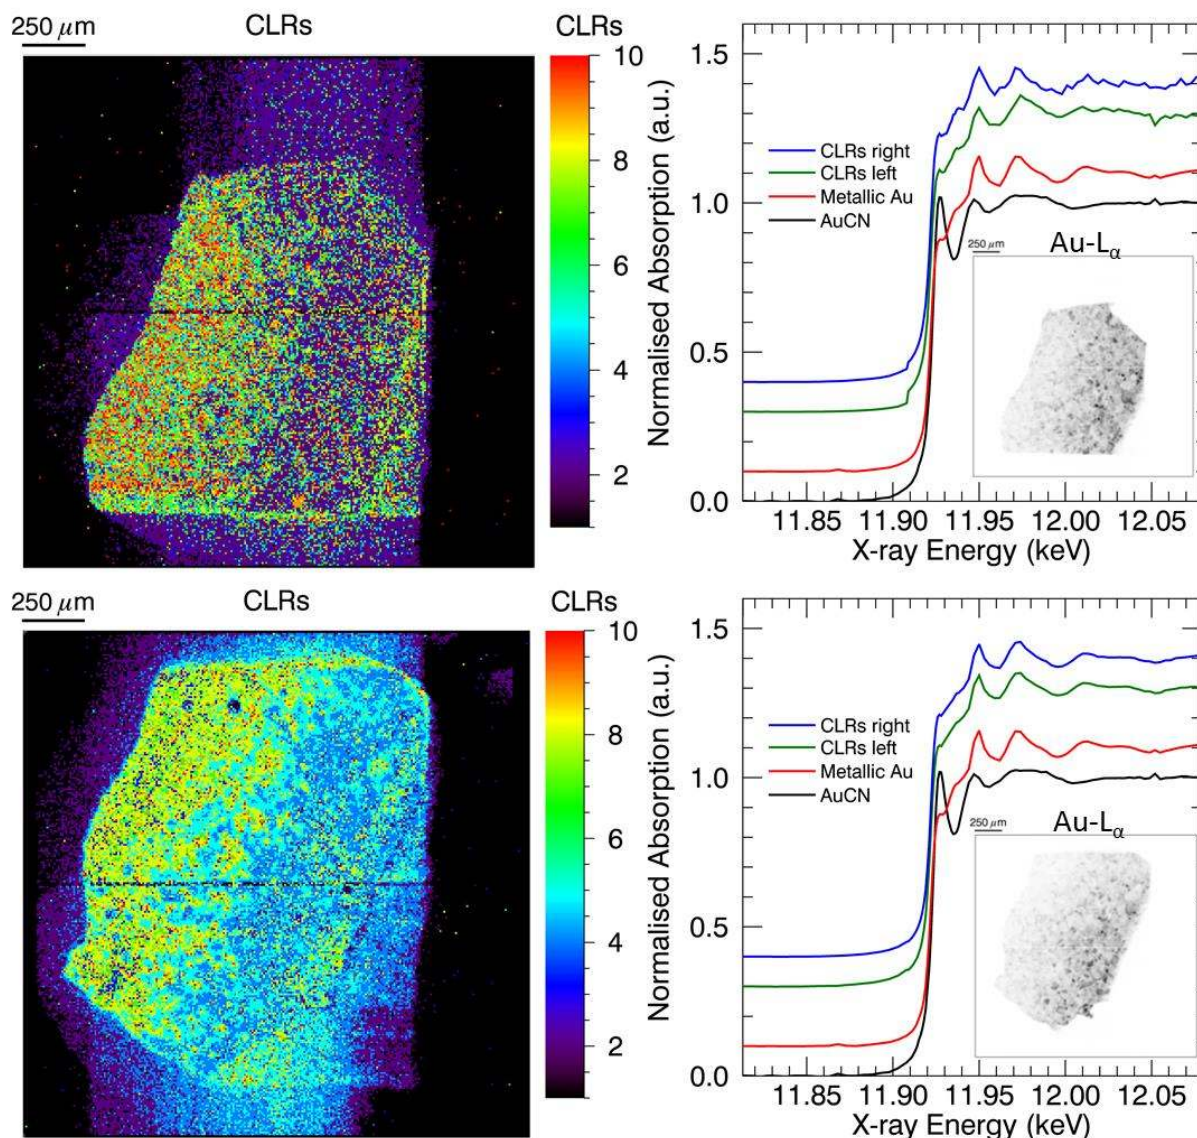 250 μm CLRs CLRs
10
8
6
4
2
Normalised Absorption (a.u.)
1.5
1.0
0.5
0.0
CLRs right
CLRs left
Metallic Au
AuCN
250 μm
Au-Lα
11.85 11.90 11.95 12.00 12.05
X-ray Energy (keV)
250 μm CLRs CLRs
10
8
6
4
2
Normalised Absorption (a.u.)
1.5
1.0
0.5
0.0
CLRs right
CLRs left
Metallic Au
AuCN
250 μm
Au-Lα
11.85 11.90 11.95 12.00 12.05
X-ray Energy (keV)